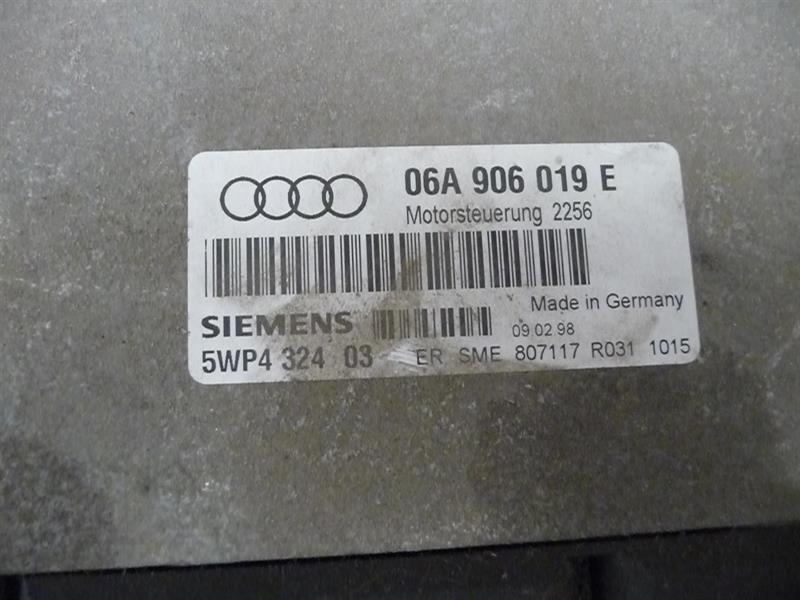 06A 906 019 E
Motorsteuerung 2256
Made in Germany
SIEMENS
09.02.98
5WP4 324 03 ER SME 807117 R031 1015